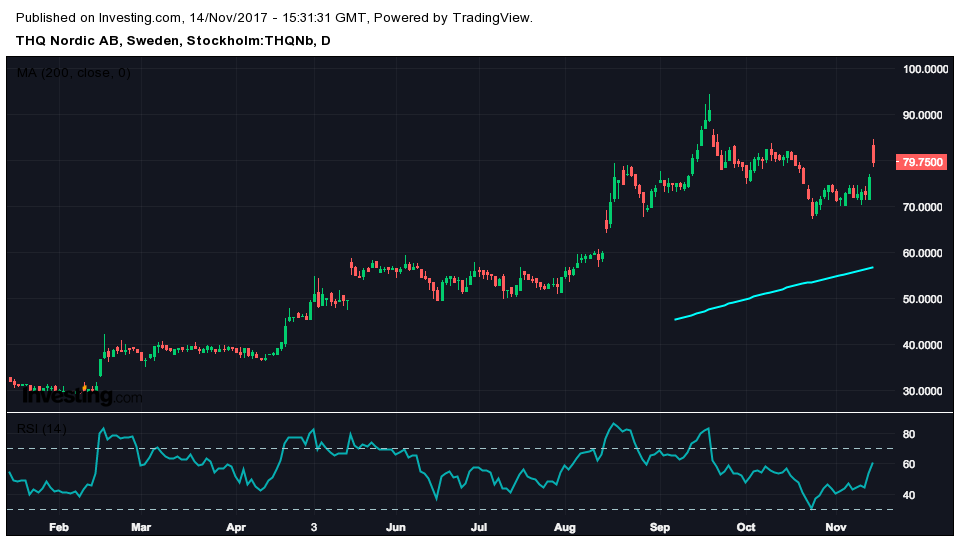 Published on Investing.com, 14/Nov/2017 - 15:31:31 GMT, Powered by TradingView.
THQ Nordic AB, Sweden, Stockholm:THQNb, D
MA (200, close, 0)
100.0000
90.0000
79.7500
70.0000
60.0000
50.0000
40.0000
30.0000
Investing.com
RSI (14)
80
60
40
Feb Mar Apr 3 Jun Jul Aug Sep Oct Nov